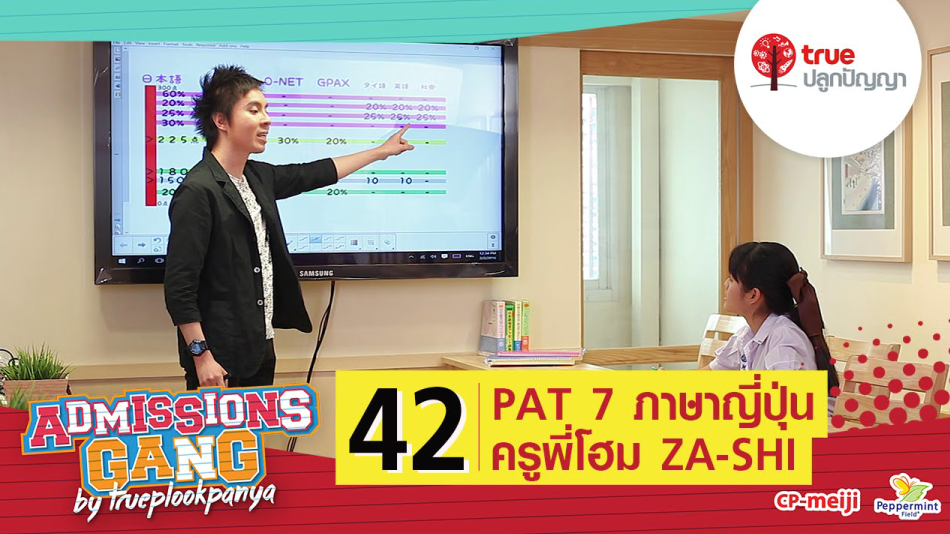 true
ปลูกปัญญา
日本語 O-NET GPAX タイ語 英語 社会
300点
60%
20% 20% 20% 20%
25% 25% 25% 25%
30% - -
>225点 30% 20% - - -
>180
>150 10 10 -
20 20% - - -
0点
SAMSUNG
ADMISSIONS
GANG
by trueplookpanya
42
PAT 7 ภาษาญี่ปุ่น
ครูพี่โฮม ZA-SHI
CP-meiji
Peppermint
Field